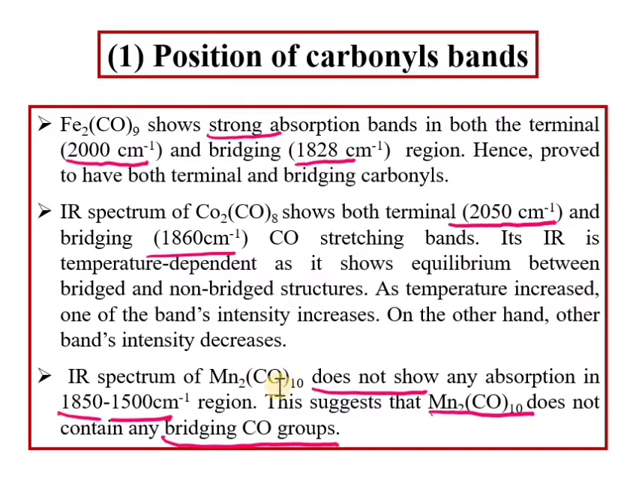 (1) Position of carbonyls bands
➢ Fe₂(CO)₉ shows strong absorption bands in both the terminal
(2000 cm⁻¹) and bridging (1828 cm⁻¹) region. Hence, proved
to have both terminal and bridging carbonyls.
➢ IR spectrum of Co₂(CO)₈ shows both terminal (2050 cm⁻¹) and
bridging (1860cm⁻¹) CO stretching bands. Its IR is
temperature-dependent as it shows equilibrium between
bridged and non-bridged structures. As temperature increased,
one of the band's intensity increases. On the other hand, other
band's intensity decreases.
➢ IR spectrum of Mn₂(CO)₁₀ does not show any absorption in
1850-1500cm⁻¹ region. This suggests that Mn₂(CO)₁₀ does not
contain any bridging CO groups.